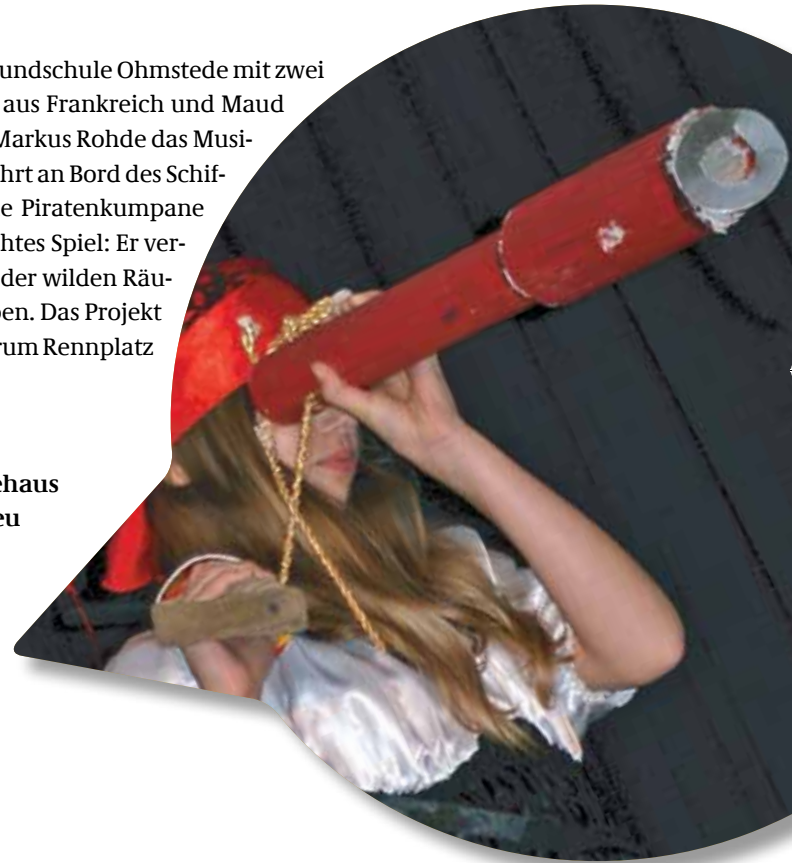 undschule Ohmstede mit zwei
aus Frankreich und Maud
Markus Rohde das Musi-
hrt an Bord des Schif-
e Piratenkumpane
htes Spiel: Er ver-
der wilden Räu-
en. Das Projekt
rum Rennplatz
ehaus
eu